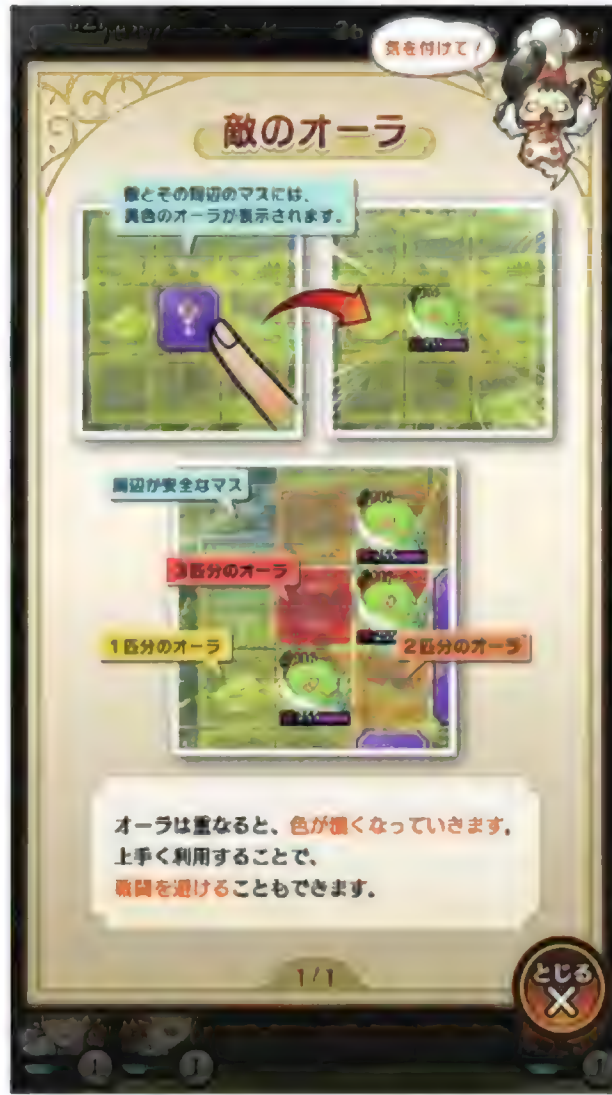 気を付けて!
敵のオーラ
敵とその周辺のマスには、
異色のオーラが表示されます。
周辺が安全なマス
3匹分のオーラ
1匹分のオーラ
2匹分のオーラ
オーラは重なると、色が濃くなっていきます。
上手く利用することで、
戦闘を避けることもできます。
1/1
とじる